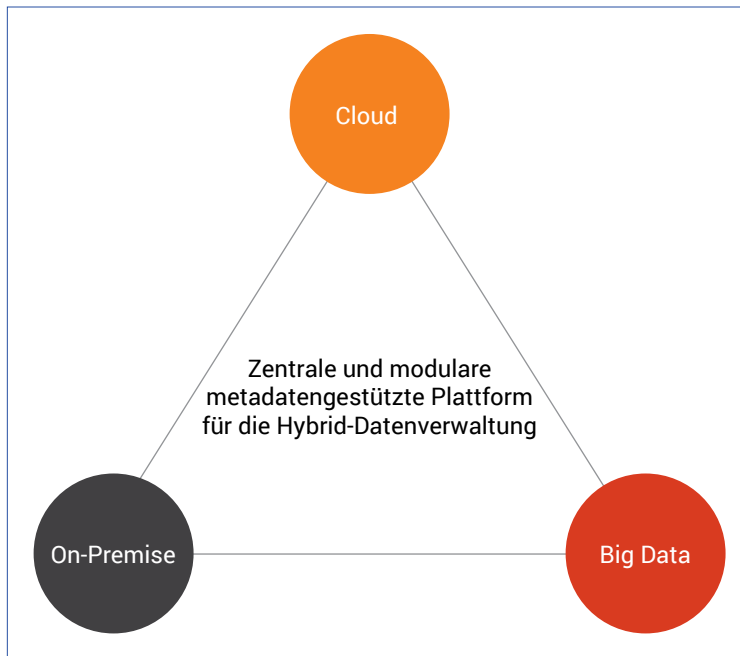 Cloud
Zentrale und modulare
metadatengestützte Plattform
für die Hybrid-Datenverwaltung
On-Premise
Big Data